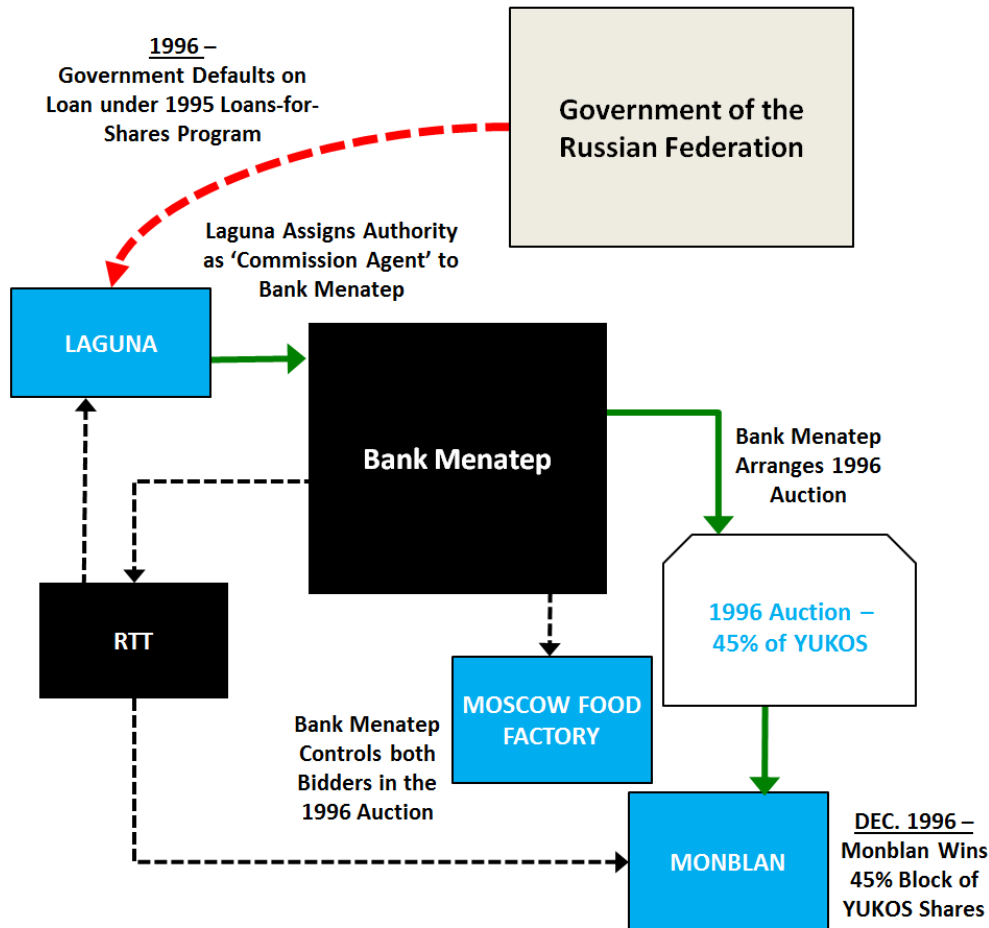 1996 –
Government Defaults on
Loan under 1995 Loans-for-
Shares Program
Government of the
Russian Federation
Laguna Assigns Authority
as ‘Commission Agent’ to
Bank Menatep
LAGUNA
Bank Menatep
Bank Menatep
Arranges 1996
Auction
1996 Auction –
45% of YUKOS
RTT
MOSCOW FOOD
FACTORY
Bank Menatep
Controls both
Bidders in the
1996 Auction
MONBLAN
DEC. 1996 –
Monblan Wins
45% Block of
YUKOS Shares